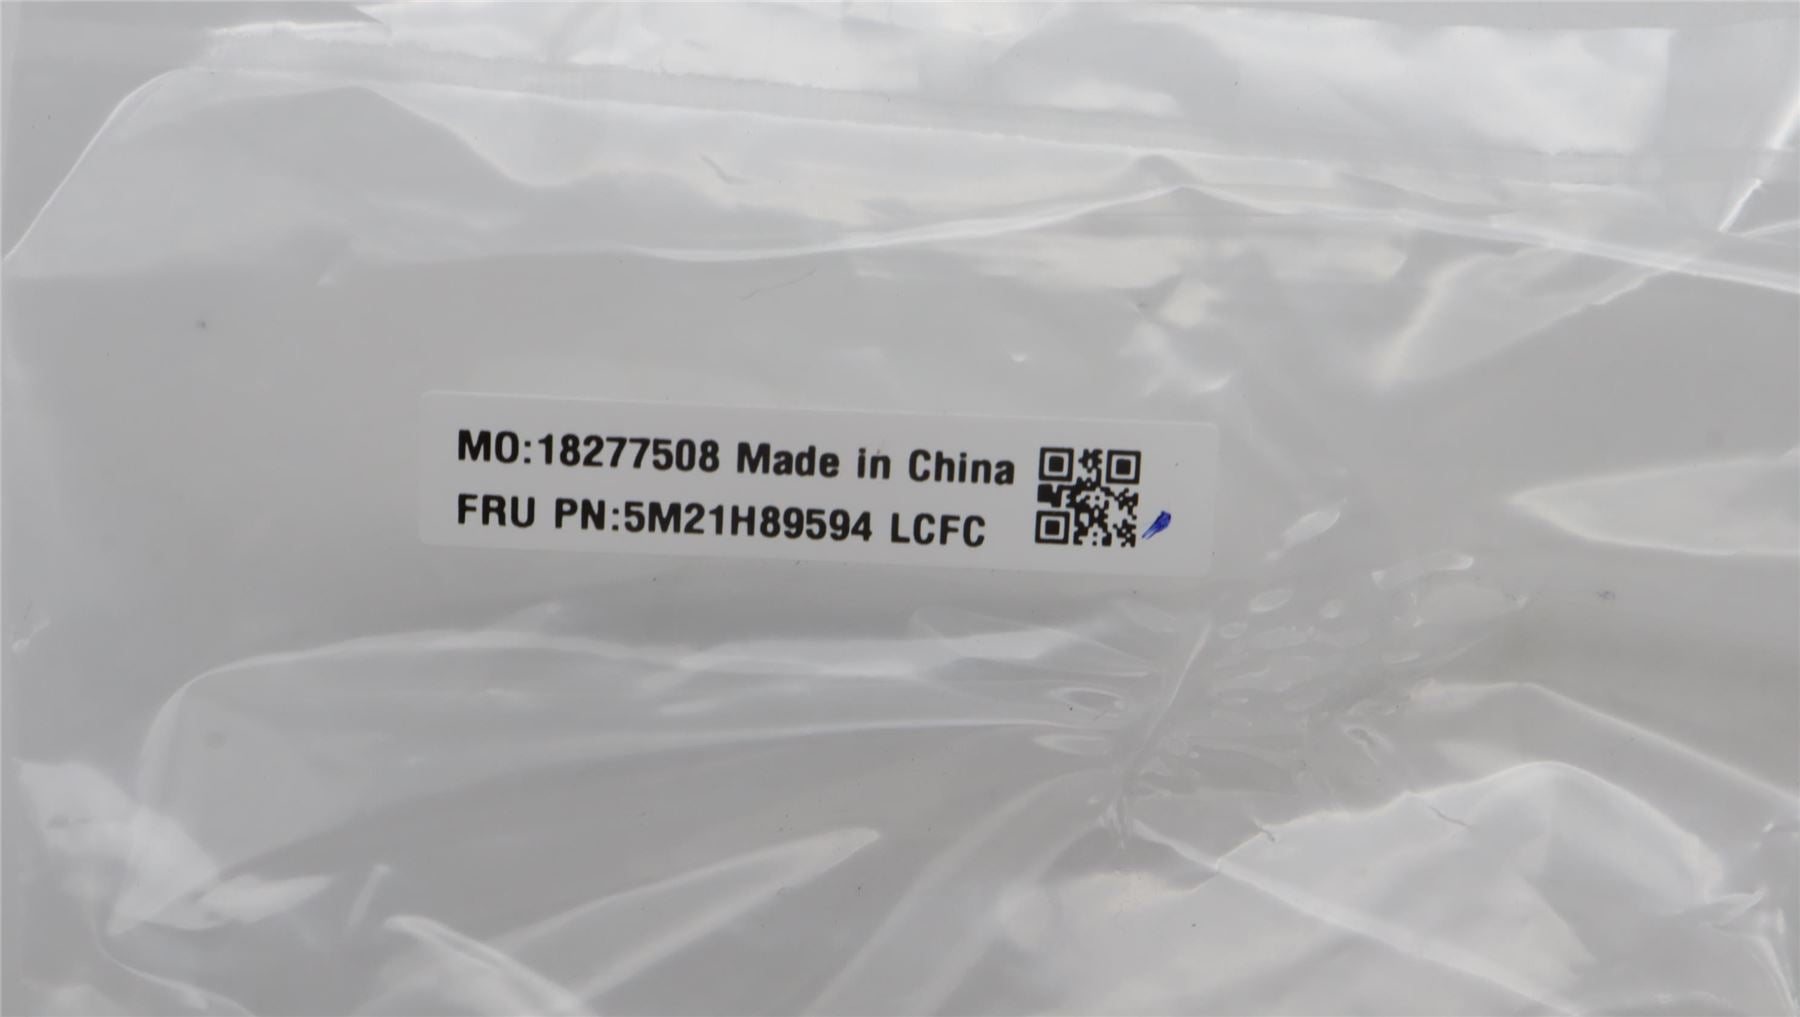 MO:18277508 Made in China
FRU PN:5M21H89594 LCFC